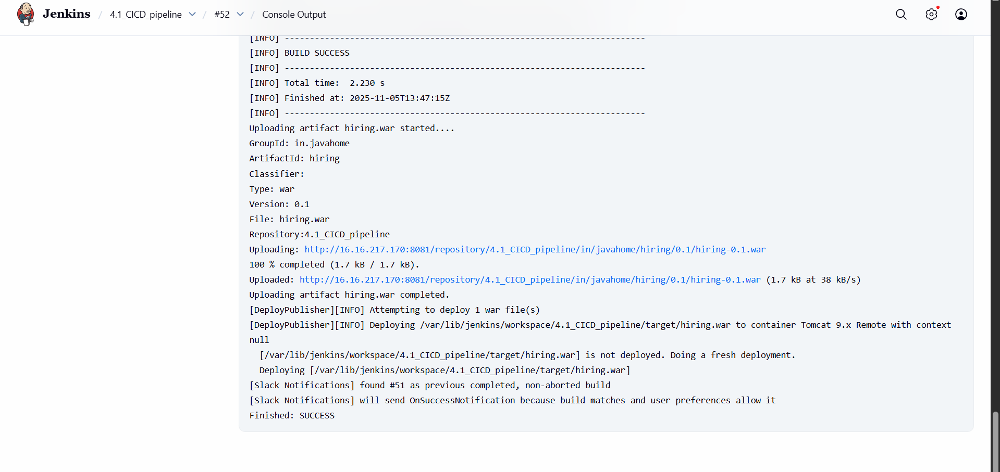 Jenkins / 4.1_CICD_pipeline / #52 / Console Output
[INFO] ------------------------------------------------------------------------
[INFO] BUILD SUCCESS
[INFO] ------------------------------------------------------------------------
[INFO] Total time:  2.230 s
[INFO] Finished at: 2025-11-05T13:47:15Z
[INFO] ------------------------------------------------------------------------
Uploading artifact hiring.war started....
GroupId: in.javahome
ArtifactId: hiring
Classifier:
Type: war
Version: 0.1
File: hiring.war
Repository:4.1_CICD_pipeline
Uploading: http://16.16.217.170:8081/repository/4.1_CICD_pipeline/in/javahome/hiring/0.1/hiring-0.1.war
100 % completed (1.7 kB / 1.7 kB).
Uploaded: http://16.16.217.170:8081/repository/4.1_CICD_pipeline/in/javahome/hiring/0.1/hiring-0.1.war (1.7 kB at 38 kB/s)
Uploading artifact hiring.war completed.
[DeployPublisher][INFO] Attempting to deploy 1 war file(s)
[DeployPublisher][INFO] Deploying /var/lib/jenkins/workspace/4.1_CICD_pipeline/target/hiring.war to container Tomcat 9.x Remote with context
null
  [/var/lib/jenkins/workspace/4.1_CICD_pipeline/target/hiring.war] is not deployed. Doing a fresh deployment.
  Deploying [/var/lib/jenkins/workspace/4.1_CICD_pipeline/target/hiring.war]
[Slack Notifications] found #51 as previous completed, non-aborted build
[Slack Notifications] will send OnSuccessNotification because build matches and user preferences allow it
Finished: SUCCESS